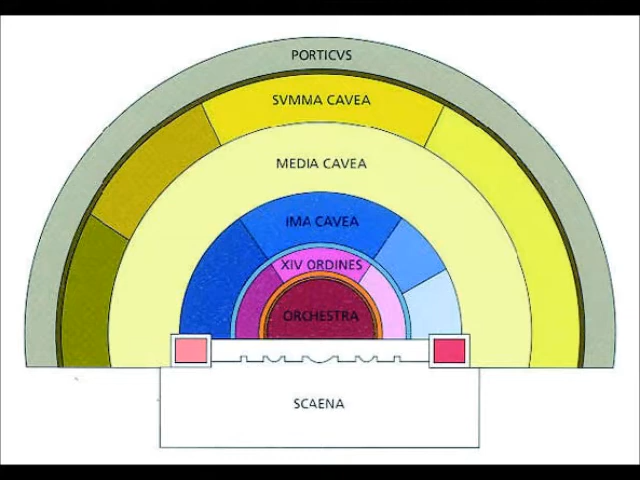 PORTICVS
SVMMA CAVEA
MEDIA CAVEA
IMA CAVEA
XIV ORDINES
ORCHESTRA
SCAENA